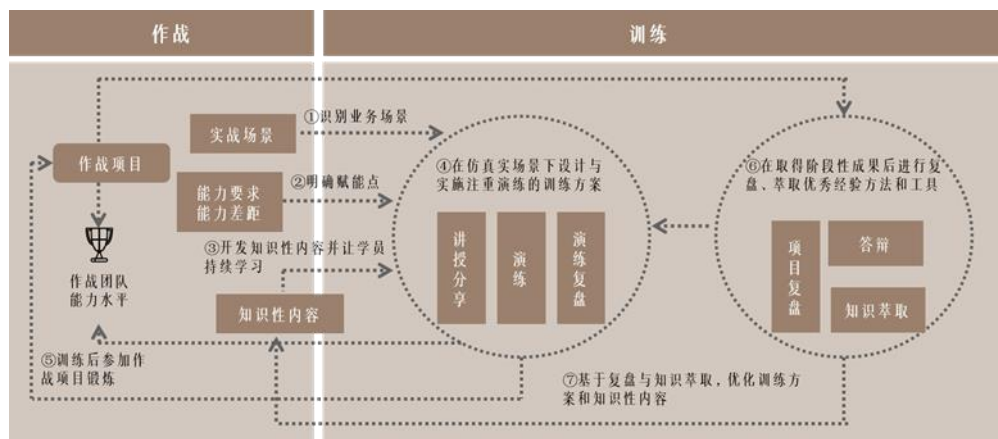 作战
训练
①识别业务场景
实战场景
作战项目
④在仿真实场景下设计与
实施注重演练的训练方案
⑥在取得阶段性成果后进行复
盘、萃取优秀经验方法和工具
能力要求
能力差距
②明确赋能点
讲授分享
演练
演练复盘
项目复盘
答辩
知识萃取
③开发知识性内容并让学员
持续学习
作战团队
能力水平
知识性内容
⑤训练后参加作
战项目锻炼
⑦基于复盘与知识萃取，优化训练方
案和知识性内容